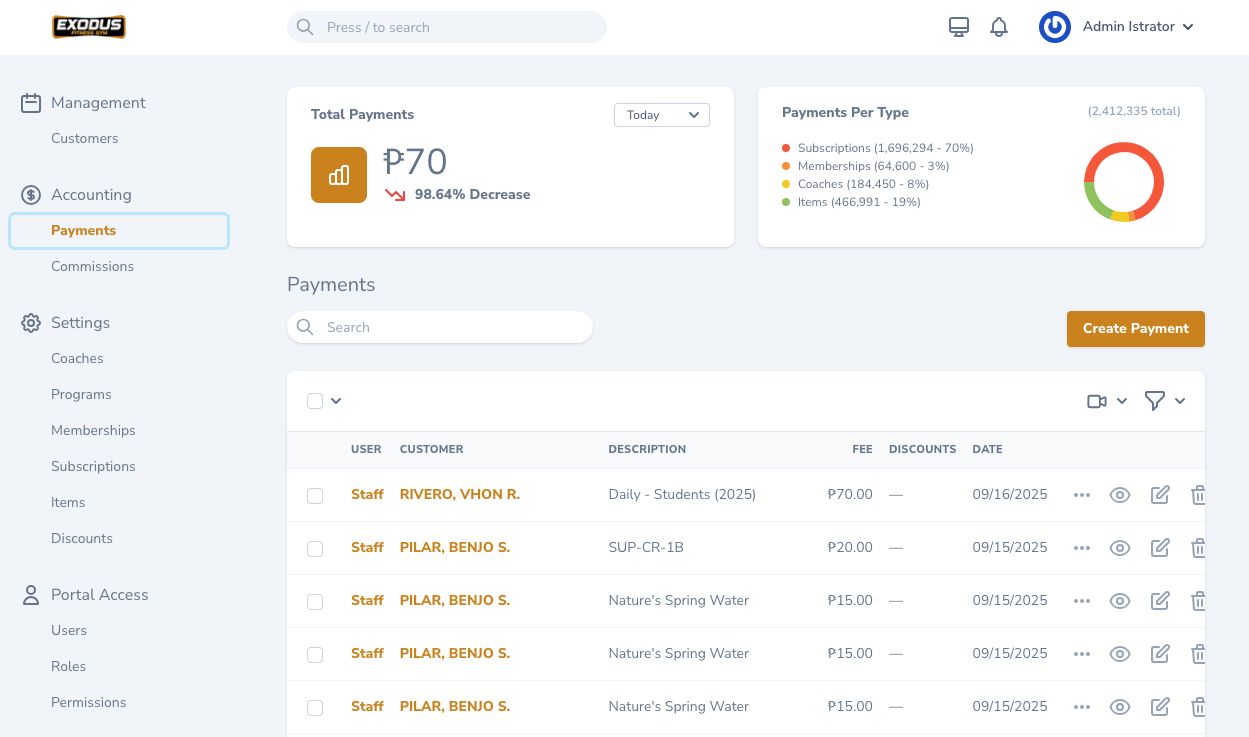 EXODUS
FITNESS GYM
Press / to search
Admin Istrator
Management
Customers
Accounting
Payments
Commissions
Settings
Coaches
Programs
Memberships
Subscriptions
Items
Discounts
Portal Access
Users
Roles
Permissions
Total Payments
Today
₱70
98.64% Decrease
Payments Per Type
(2,412,335 total)
Subscriptions (1,696,294 - 70%)
Memberships (64,600 - 3%)
Coaches (184,450 - 8%)
Items (466,991 - 19%)
Payments
Search
Create Payment
USER CUSTOMER DESCRIPTION FEE DISCOUNTS DATE
Staff RIVERO, VHON R. Daily - Students (2025) ₱70.00 — 09/16/2025
Staff PILAR, BENJO S. SUP-CR-1B ₱20.00 — 09/15/2025
Staff PILAR, BENJO S. Nature's Spring Water ₱15.00 — 09/15/2025
Staff PILAR, BENJO S. Nature's Spring Water ₱15.00 — 09/15/2025
Staff PILAR, BENJO S. Nature's Spring Water ₱15.00 — 09/15/2025